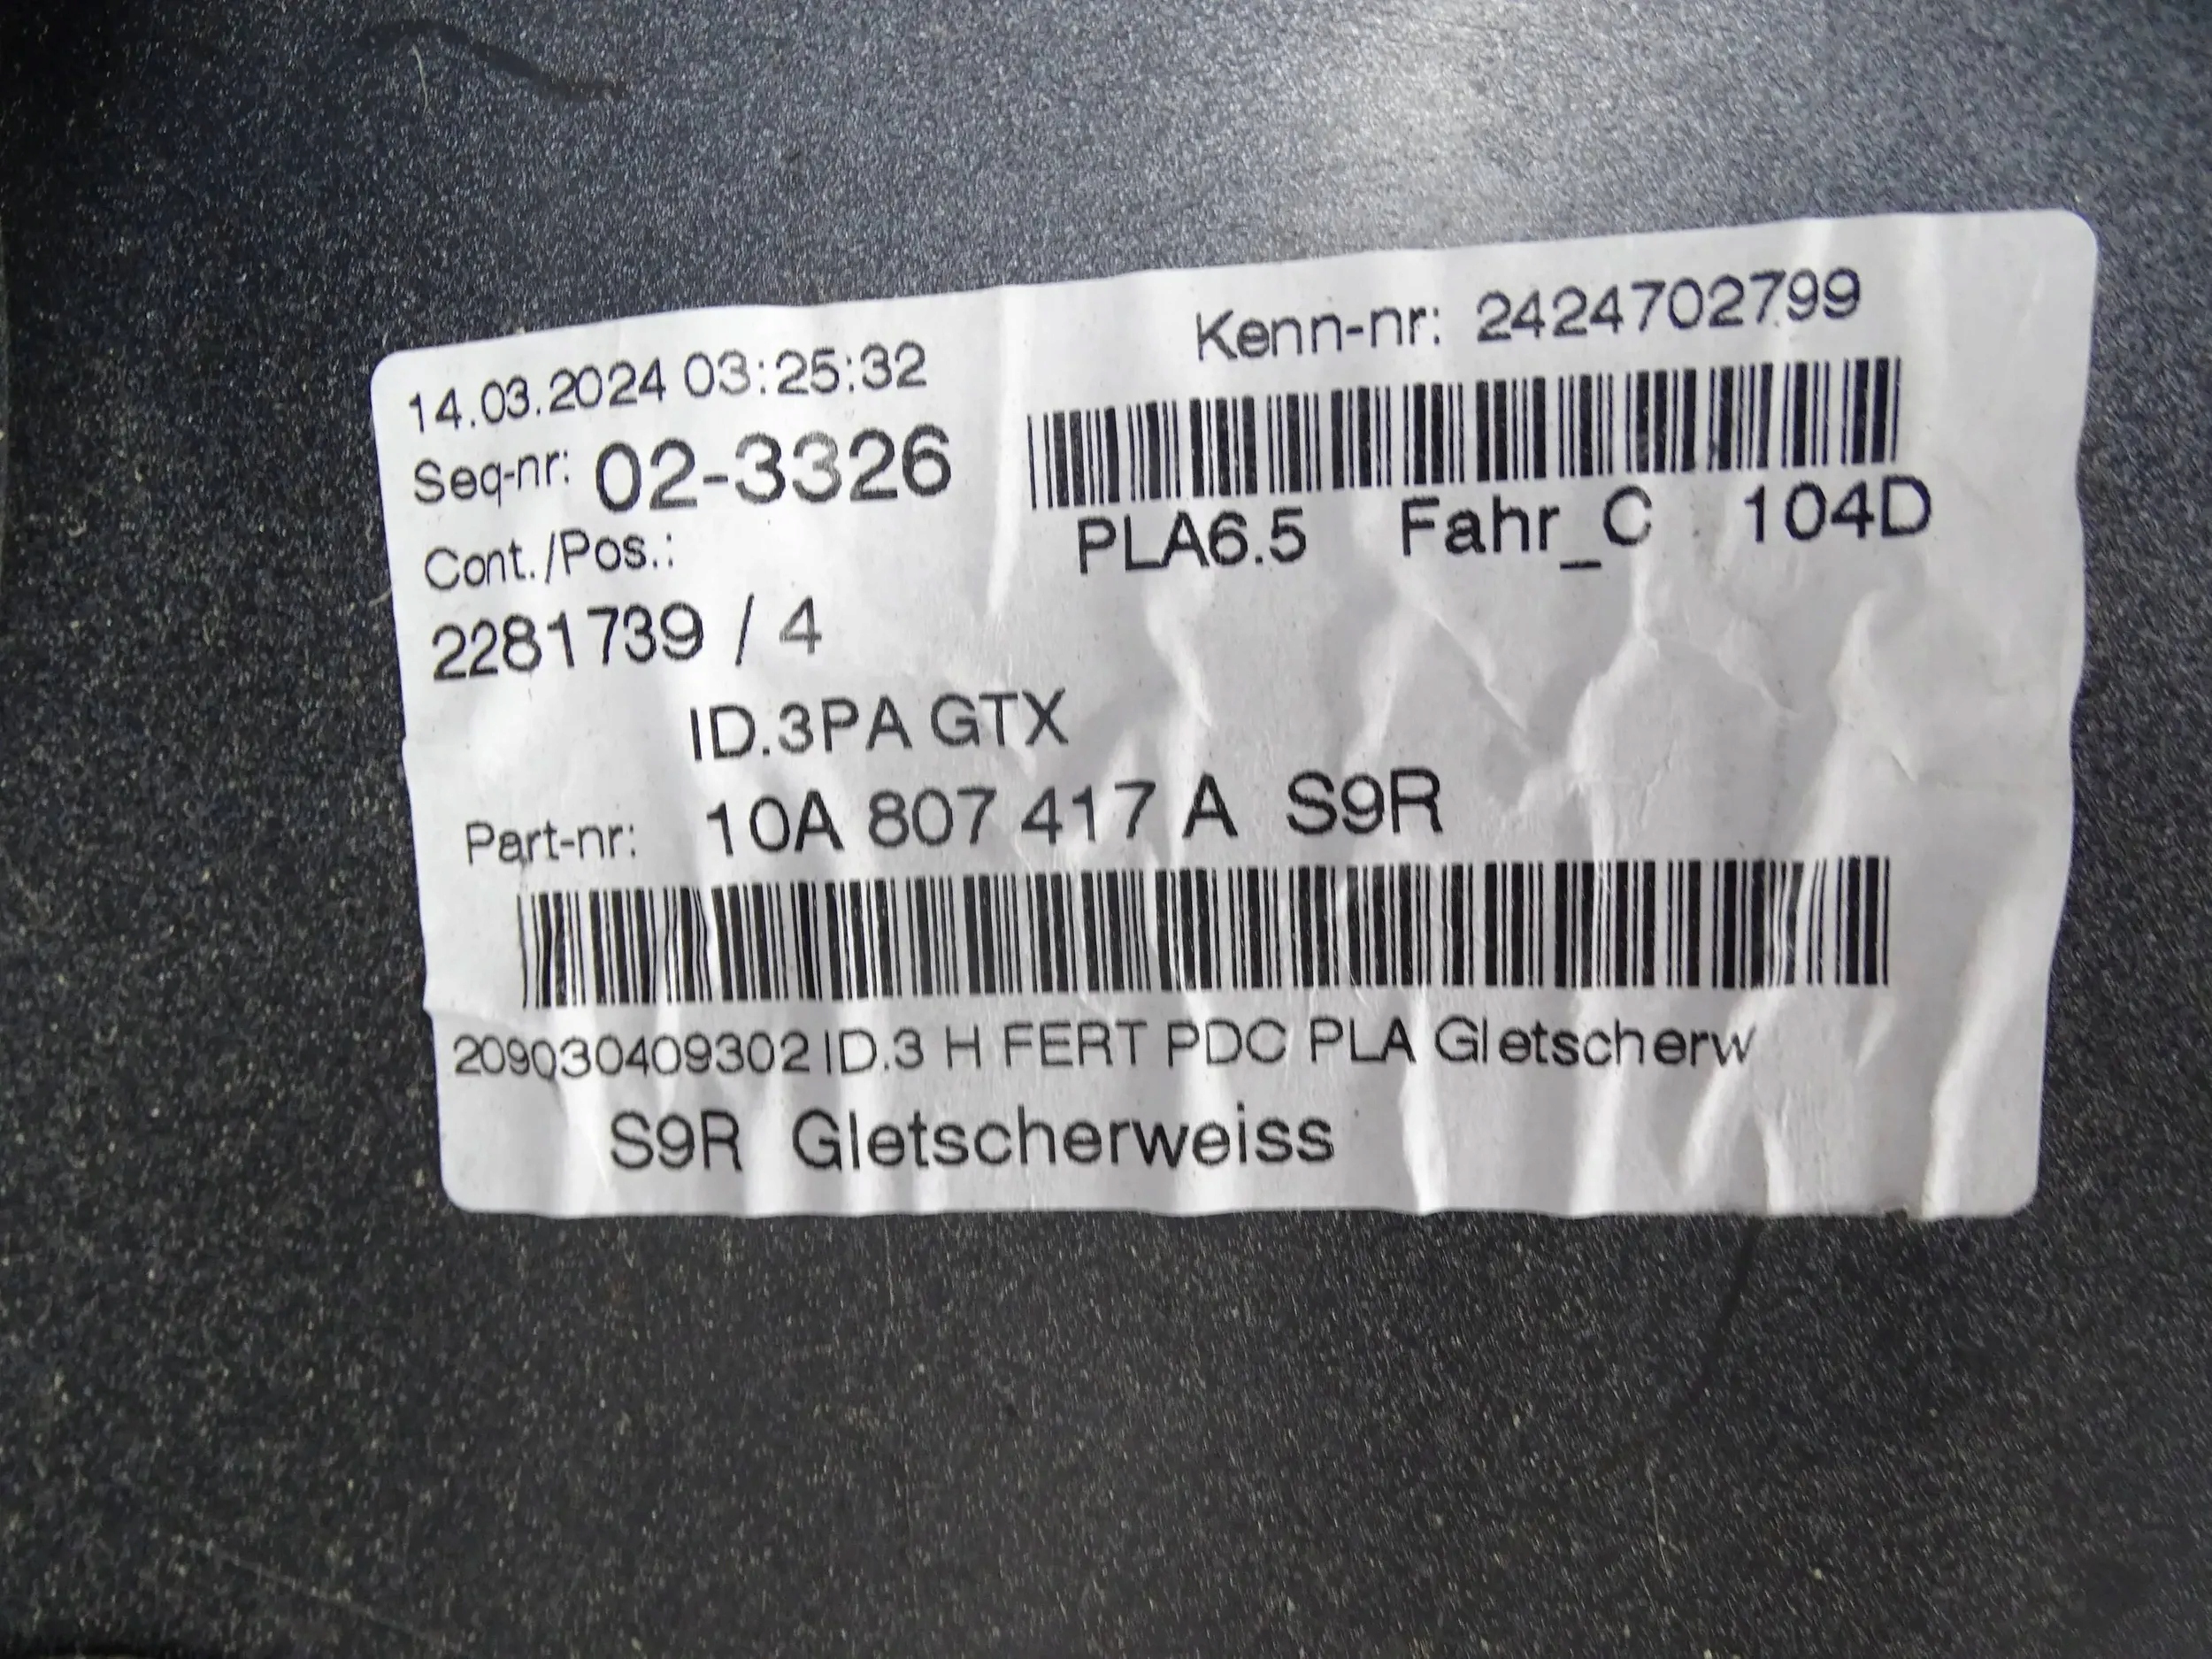 14.03.2024 03:25:32
Kenn-nr: 2424702799
Seq-nr: 02-3326
PLA6.5 Fahr_C 104D
Cont./Pos.:
2281739 / 4
ID.3PA GTX
Part-nr: 10A 807 417 A S9R
209030409302 ID.3 H FERT PDC PLA Gletscherw
S9R Gletscherweiss